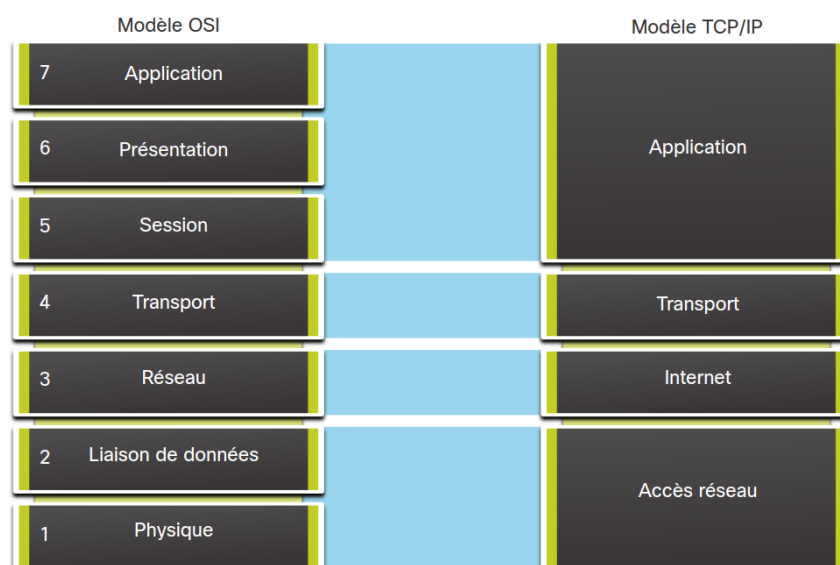 Modèle OSI
Modèle TCP/IP
7 Application
6 Présentation
5 Session
4 Transport
3 Réseau
2 Liaison de données
1 Physique
Application
Transport
Internet
Accès réseau